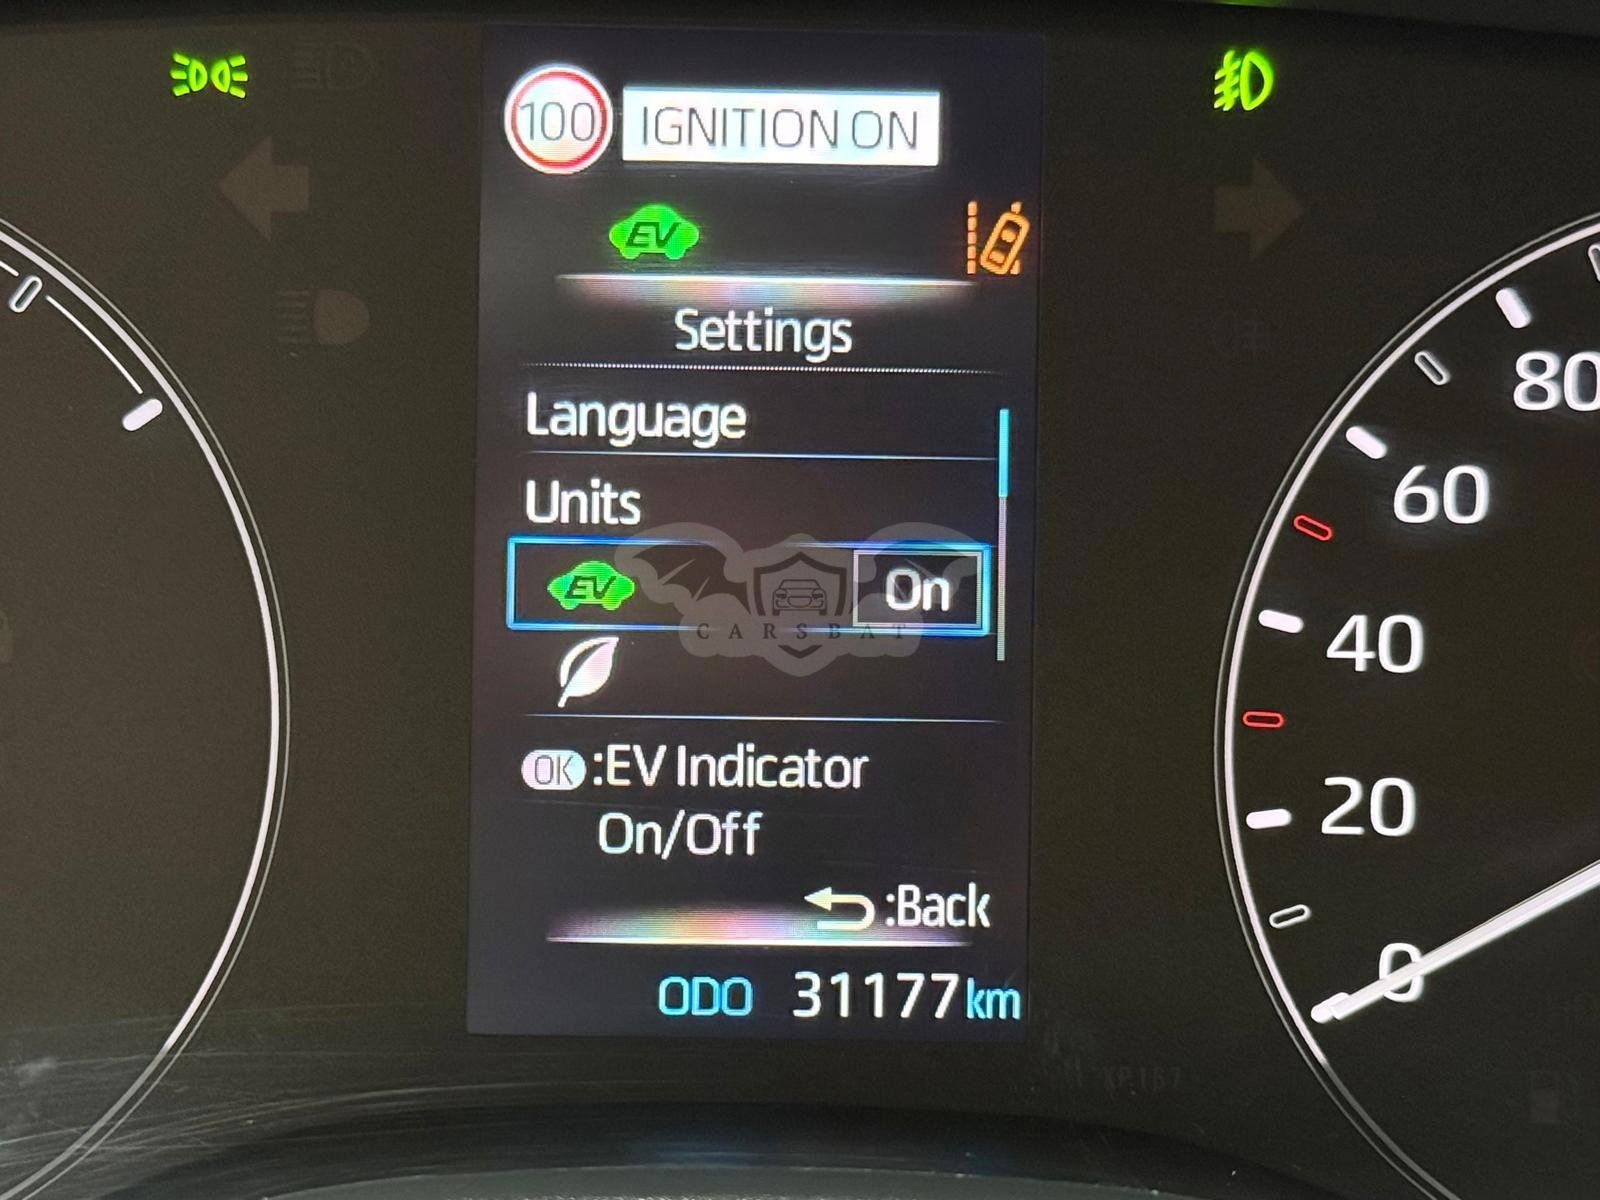 100 IGNITION ON
EV
Settings
Language
Units
EV On
CARSBAT
OK :EV Indicator
On/Off
:Back
ODO 31177 km
80
60
40
20
0